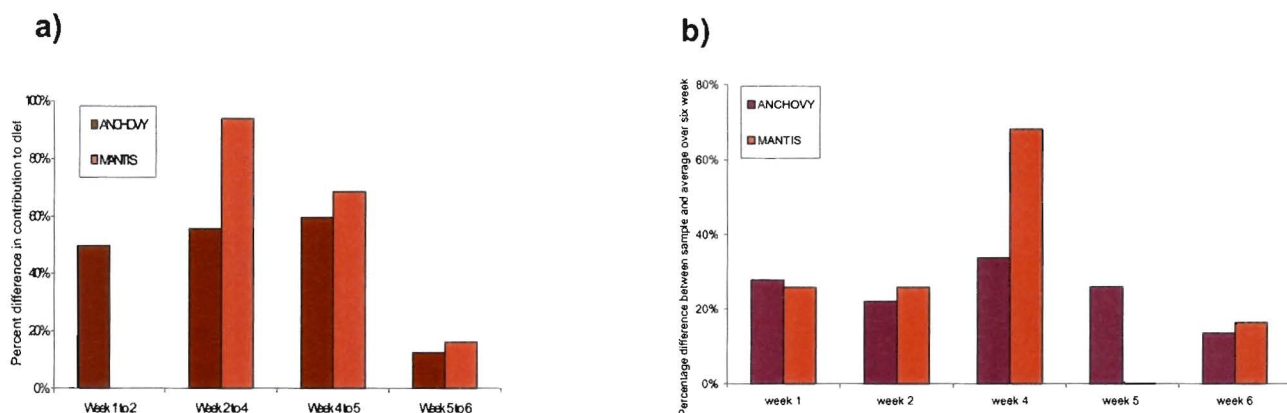 a)
Percent difference in contribution to diet
100%
80%
60%
40%
20%
0%
ANCHOVY
MANTIS
Week 1 to 2
Week 2 to 4
Week 4 to 5
Week 5 to 6
b)
Percentage difference between sample and average over six week
80%
60%
40%
20%
0%
ANCHOVY
MANTIS
week 1
week 2
week 4
week 5
week 6